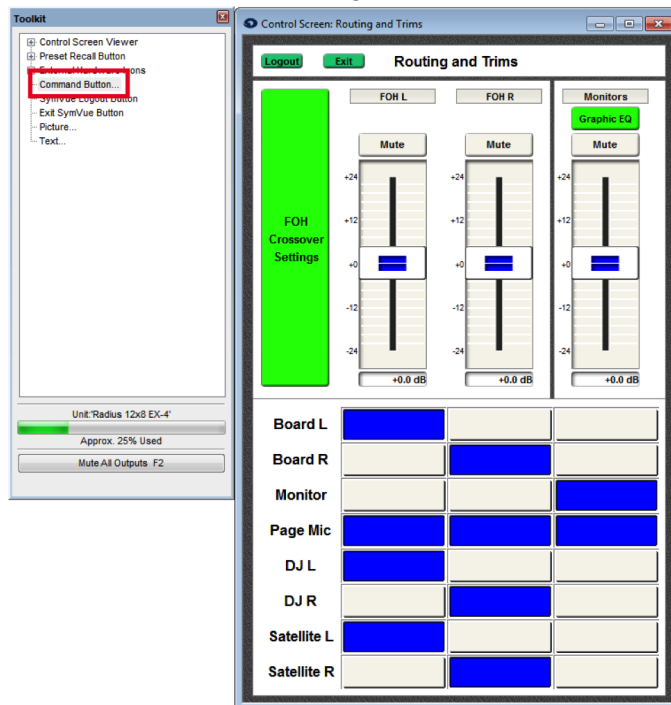 Toolkit
Control Screen Viewer
Preset Recall Button
External Hardware Icons
Command Button...
SymVue Logout Button
Exit SymVue Button
Picture...
Text...
Unit:'Radius 12x8 EX-4'
Approx. 25% Used
Mute All Outputs F2
Control Screen: Routing and Trims
Logout Exit Routing and Trims
FOH L FOH R Monitors
Graphic EQ
Mute Mute Mute
FOH
Crossover
Settings
+24 +24 +24
+12 +12 +12
+0 +0 +0
-12 -12 -12
-24 -24 -24
+0.0 dB +0.0 dB +0.0 dB
Board L
Board R
Monitor
Page Mic
DJ L
DJ R
Satellite L
Satellite R